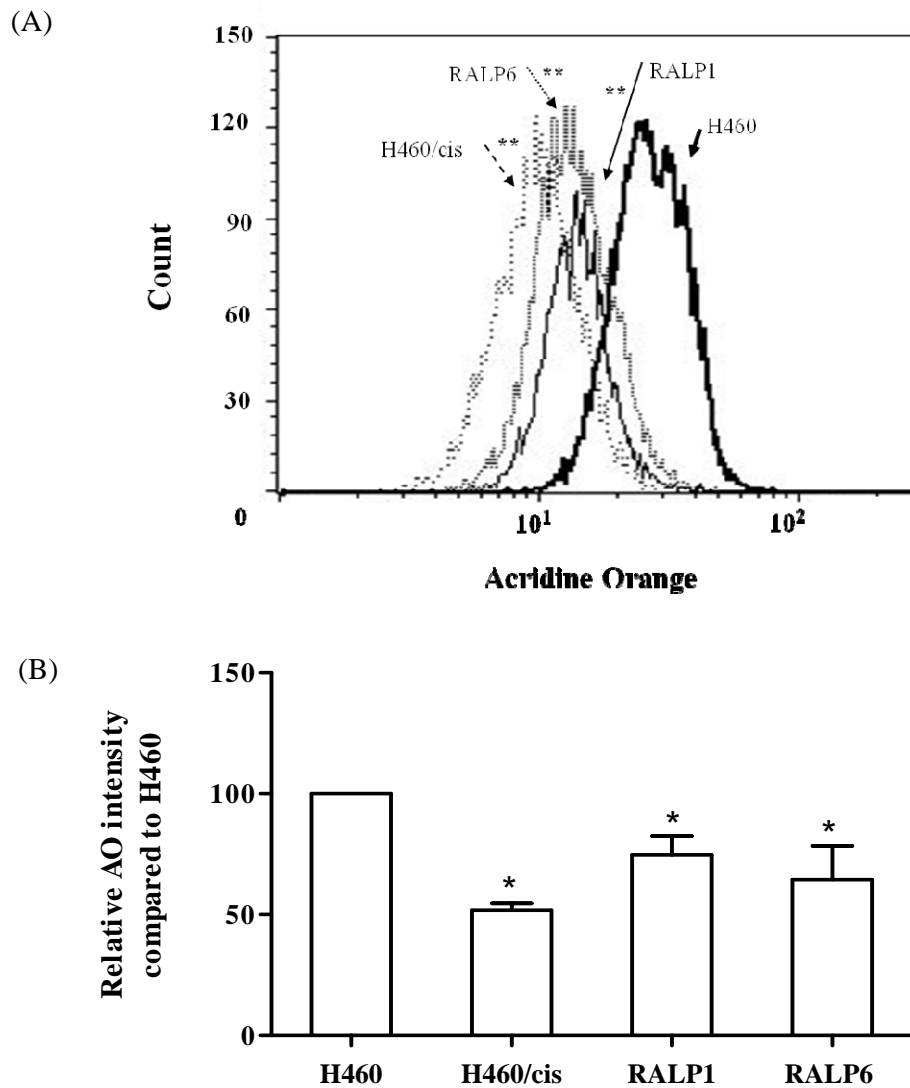 (A)
150
120
90
60
30
0
Count
RALP6
**
**
RALP1
H460/cis
**
H460
10¹
10²
Acridine Orange
(B)
Relative AO intensity
compared to H460
150
100
50
0
*
*
*
H460
H460/cis
RALP1
RALP6